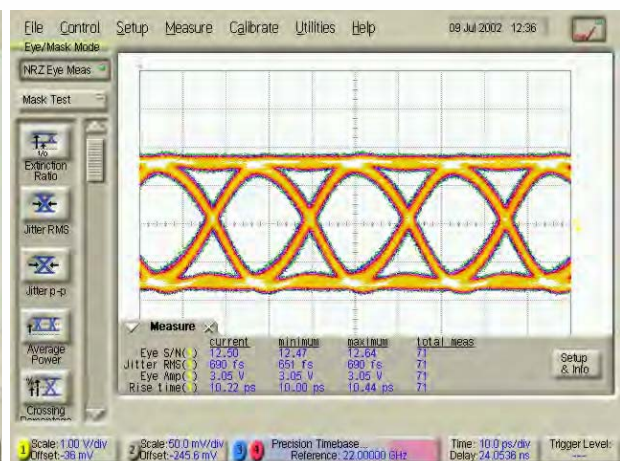 File Control Setup Measure Calibrate Utilities Help 09 Jul 2002 12:36
Eye/Mask Mode
NRZ Eye Meas
Mask Test
Extinction
Ratio
Jitter RMS
Jitter p-p
Average
Power
Crossing
Measure
current minimum maximum total meas
Eye S/N( ) 12.50 12.47 12.64 71
Jitter RMS( ) 690 fs 651 fs 690 fs 71
Eye Amp( ) 3.05 V 3.05 V 3.05 V 71
Rise time( ) 10.22 ps 10.00 ps 10.44 ps 71
Setup
& Info
1 Scale: 1.00 V/div
Offset:-36 mV
2 Scale:50.0 mV/div
Offset:-245.6 mV
3 4 Precision Timebase...
Reference: 22.00000 GHz
Time: 10.0 ps/div
Delay:24.0536 ns
Trigger Level:
---